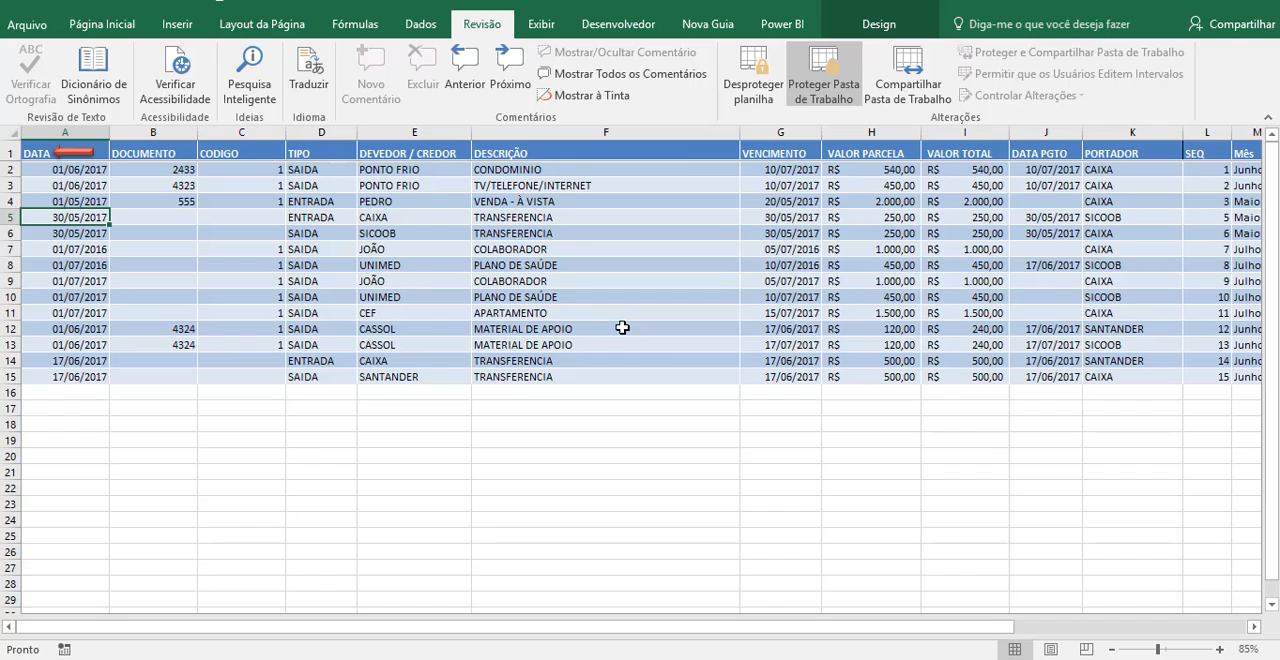 Arquivo Página Inicial Inserir Layout da Página Fórmulas Dados Revisão Exibir Desenvolvedor Nova Guia Power BI Design Diga-me o que você deseja fazer Compartilhar
ABC Verificar Ortografia
Dicionário de Sinônimos
Verificar Acessibilidade
Pesquisa Inteligente
Traduzir
Novo Comentário
Excluir
Anterior
Próximo
Mostrar/Ocultar Comentário
Mostrar Todos os Comentários
Mostrar à Tinta
Desproteger planilha
Proteger Pasta de Trabalho
Compartilhar Pasta de Trabalho
Proteger e Compartilhar Pasta de Trabalho
Permitir que os Usuários Editem Intervalos
Controlar Alterações
Revisão de Texto Acessibilidade Ideias Idioma Comentários Alterações
A B C D E F G H I J K L M
1 DATA DOCUMENTO CODIGO TIPO DEVEDOR / CREDOR DESCRIÇÃO VENCIMENTO VALOR PARCELA VALOR TOTAL DATA PGTO PORTADOR SEQ Mês
2 01/06/2017 2433 1 SAIDA PONTO FRIO CONDOMINIO 10/07/2017 R$ 540,00 R$ 540,00 10/07/2017 CAIXA 1 Junho
3 01/06/2017 4323 1 SAIDA PONTO FRIO TV/TELEFONE/INTERNET 10/07/2017 R$ 450,00 R$ 450,00 10/07/2017 CAIXA 2 Junho
4 01/05/2017 555 1 ENTRADA PEDRO VENDA - À VISTA 20/05/2017 R$ 2.000,00 R$ 2.000,00 CAIXA 3 Maio
5 30/05/2017 ENTRADA CAIXA TRANSFERENCIA 30/05/2017 R$ 250,00 R$ 250,00 30/05/2017 SICOOB 5 Maio
6 30/05/2017 SAIDA SICOOB TRANSFERENCIA 30/05/2017 R$ 250,00 R$ 250,00 30/05/2017 CAIXA 6 Maio
7 01/07/2016 1 SAIDA JOÃO COLABORADOR 05/07/2016 R$ 1.000,00 R$ 1.000,00 CAIXA 7 Julho
8 01/07/2016 1 SAIDA UNIMED PLANO DE SAÚDE 10/07/2016 R$ 450,00 R$ 450,00 17/06/2017 SICOOB 8 Julho
9 01/07/2017 1 SAIDA JOÃO COLABORADOR 05/07/2017 R$ 1.000,00 R$ 1.000,00 CAIXA 9 Julho
10 01/07/2017 1 SAIDA UNIMED PLANO DE SAÚDE 10/07/2017 R$ 450,00 R$ 450,00 SICOOB 10 Julho
11 01/07/2017 1 SAIDA CEF APARTAMENTO 15/07/2017 R$ 1.500,00 R$ 1.500,00 CAIXA 11 Julho
12 01/06/2017 4324 1 SAIDA CASSOL MATERIAL DE APOIO 17/06/2017 R$ 120,00 R$ 240,00 17/06/2017 SANTANDER 12 Junho
13 01/06/2017 4324 1 SAIDA CASSOL MATERIAL DE APOIO 17/07/2017 R$ 120,00 R$ 240,00 17/07/2017 SICOOB 13 Junho
14 17/06/2017 ENTRADA CAIXA TRANSFERENCIA 17/06/2017 R$ 500,00 R$ 500,00 17/06/2017 SANTANDER 14 Junho
15 17/06/2017 SAIDA SANTANDER TRANSFERENCIA 17/06/2017 R$ 500,00 R$ 500,00 17/06/2017 CAIXA 15 Junho
16
17
18
19
20
21
22
23
24
25
26
27
28
29
Pronto 85%